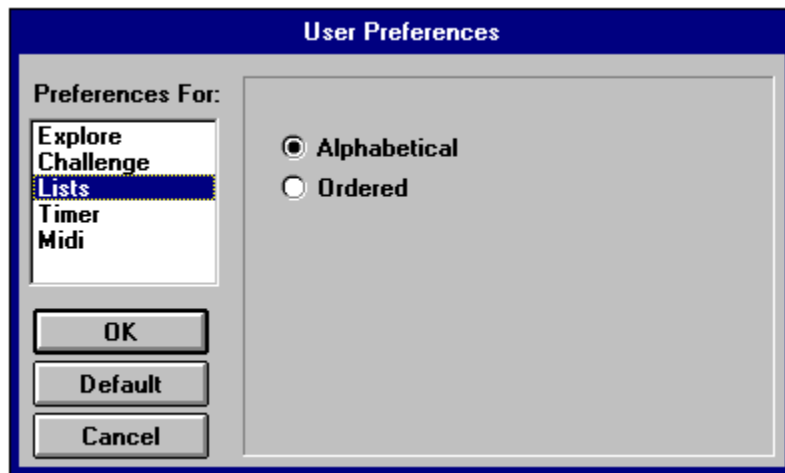 User Preferences
Preferences For:
Explore
Challenge
Lists
Timer
Midi
OK
Default
Cancel
Alphabetical
Ordered